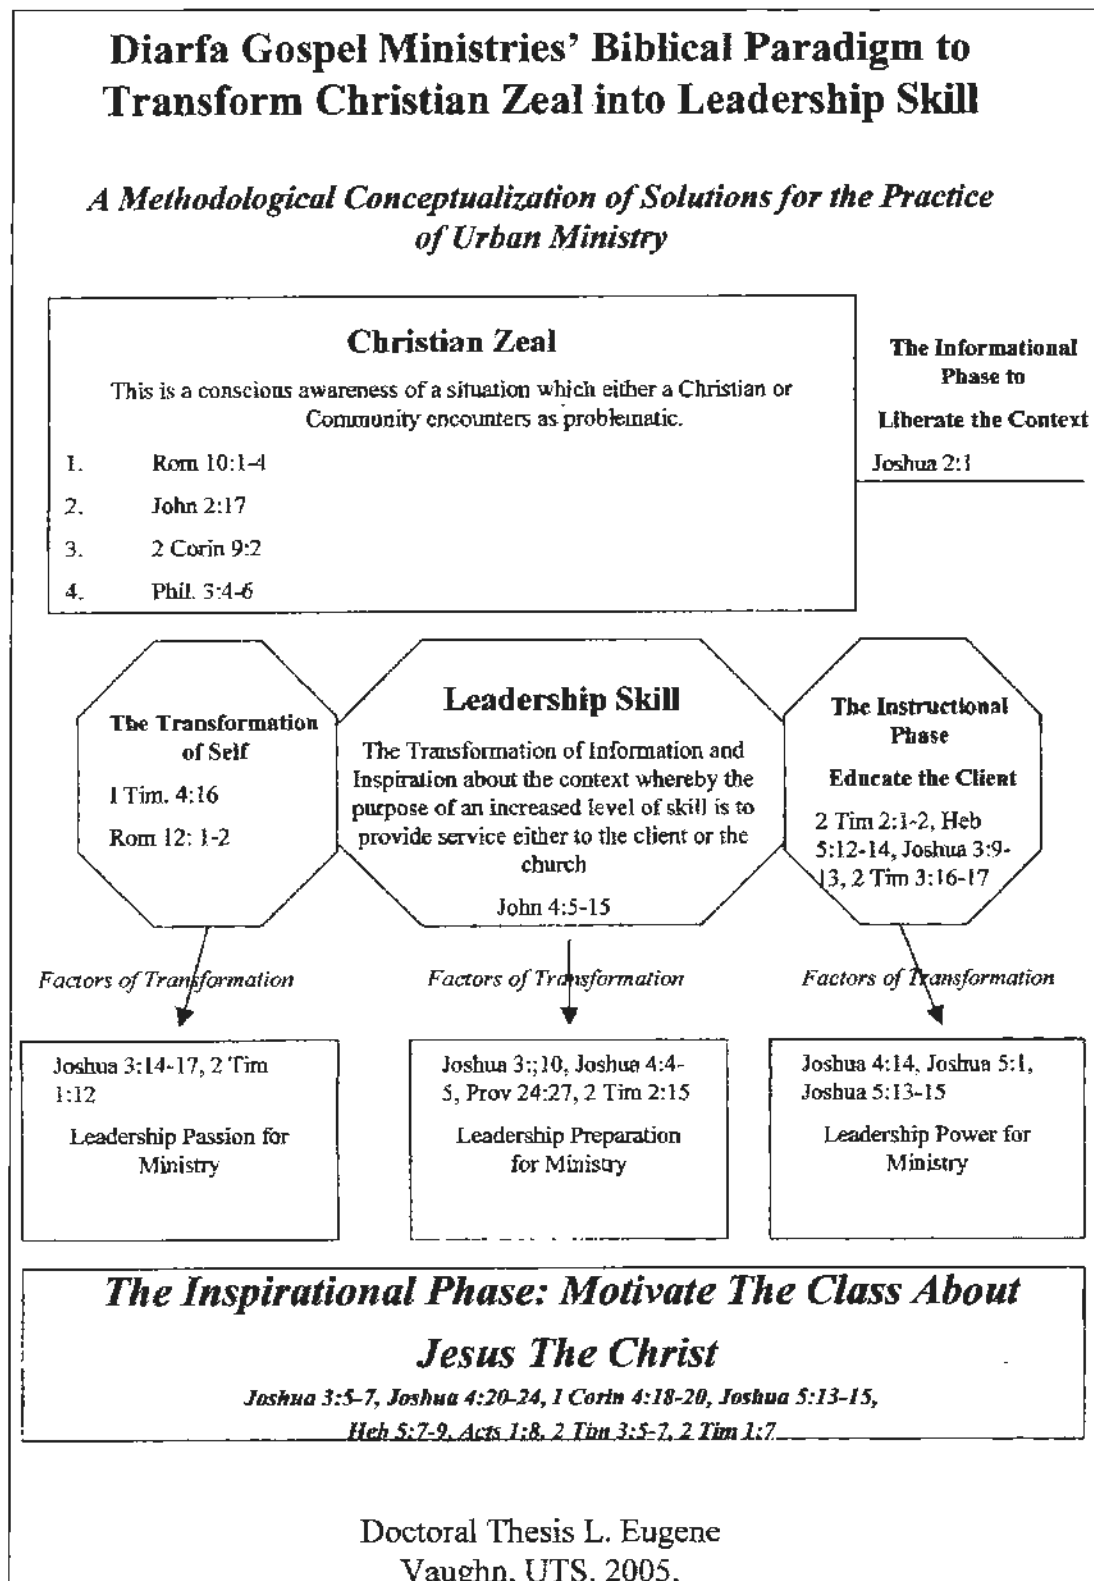 Diarfa Gospel Ministries' Biblical Paradigm to
Transform Christian Zeal into Leadership Skill
A Methodological Conceptualization of Solutions for the Practice
of Urban Ministry
Christian Zeal
This is a conscious awareness of a situation which either a Christian or
Community encounters as problematic.
1. Rom 10:1-4
2. John 2:17
3. 2 Corin 9:2
4. Phil. 3:4-6
The Informational
Phase to
Liberate the Context
Joshua 2:1
The Transformation
of Self
1 Tim. 4:16
Rom 12: 1-2
Leadership Skill
The Transformation of Information and
Inspiration about the context whereby the
purpose of an increased level of skill is to
provide service either to the client or the
church
John 4:5-15
The Instructional
Phase
Educate the Client
2 Tim 2:1-2, Heb
5:12-14, Joshua 3:9-
13, 2 Tim 3:16-17
Factors of Transformation
Factors of Transformation
Factors of Transformation
Joshua 3:14-17, 2 Tim
1:12
Leadership Passion for
Ministry
Joshua 3:;10, Joshua 4:4-
5, Prov 24:27, 2 Tim 2:15
Leadership Preparation
for Ministry
Joshua 4:14, Joshua 5:1,
Joshua 5:13-15
Leadership Power for
Ministry
The Inspirational Phase: Motivate The Class About
Jesus The Christ
Joshua 3:5-7, Joshua 4:20-24, 1 Corin 4:18-20, Joshua 5:13-15,
Heb 5:7-9, Acts 1:8, 2 Tim 3:5-7, 2 Tim 1:7
Doctoral Thesis L. Eugene
Vaughn, UTS, 2005,